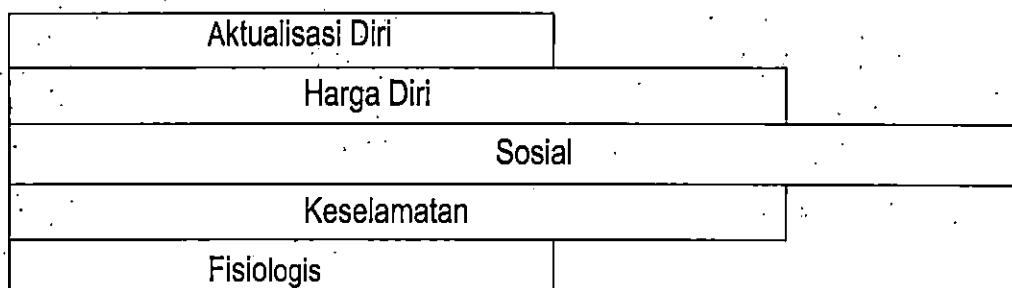 Aktualisasi Diri
Harga Diri
Sosial
Keselamatan
Fisiologis